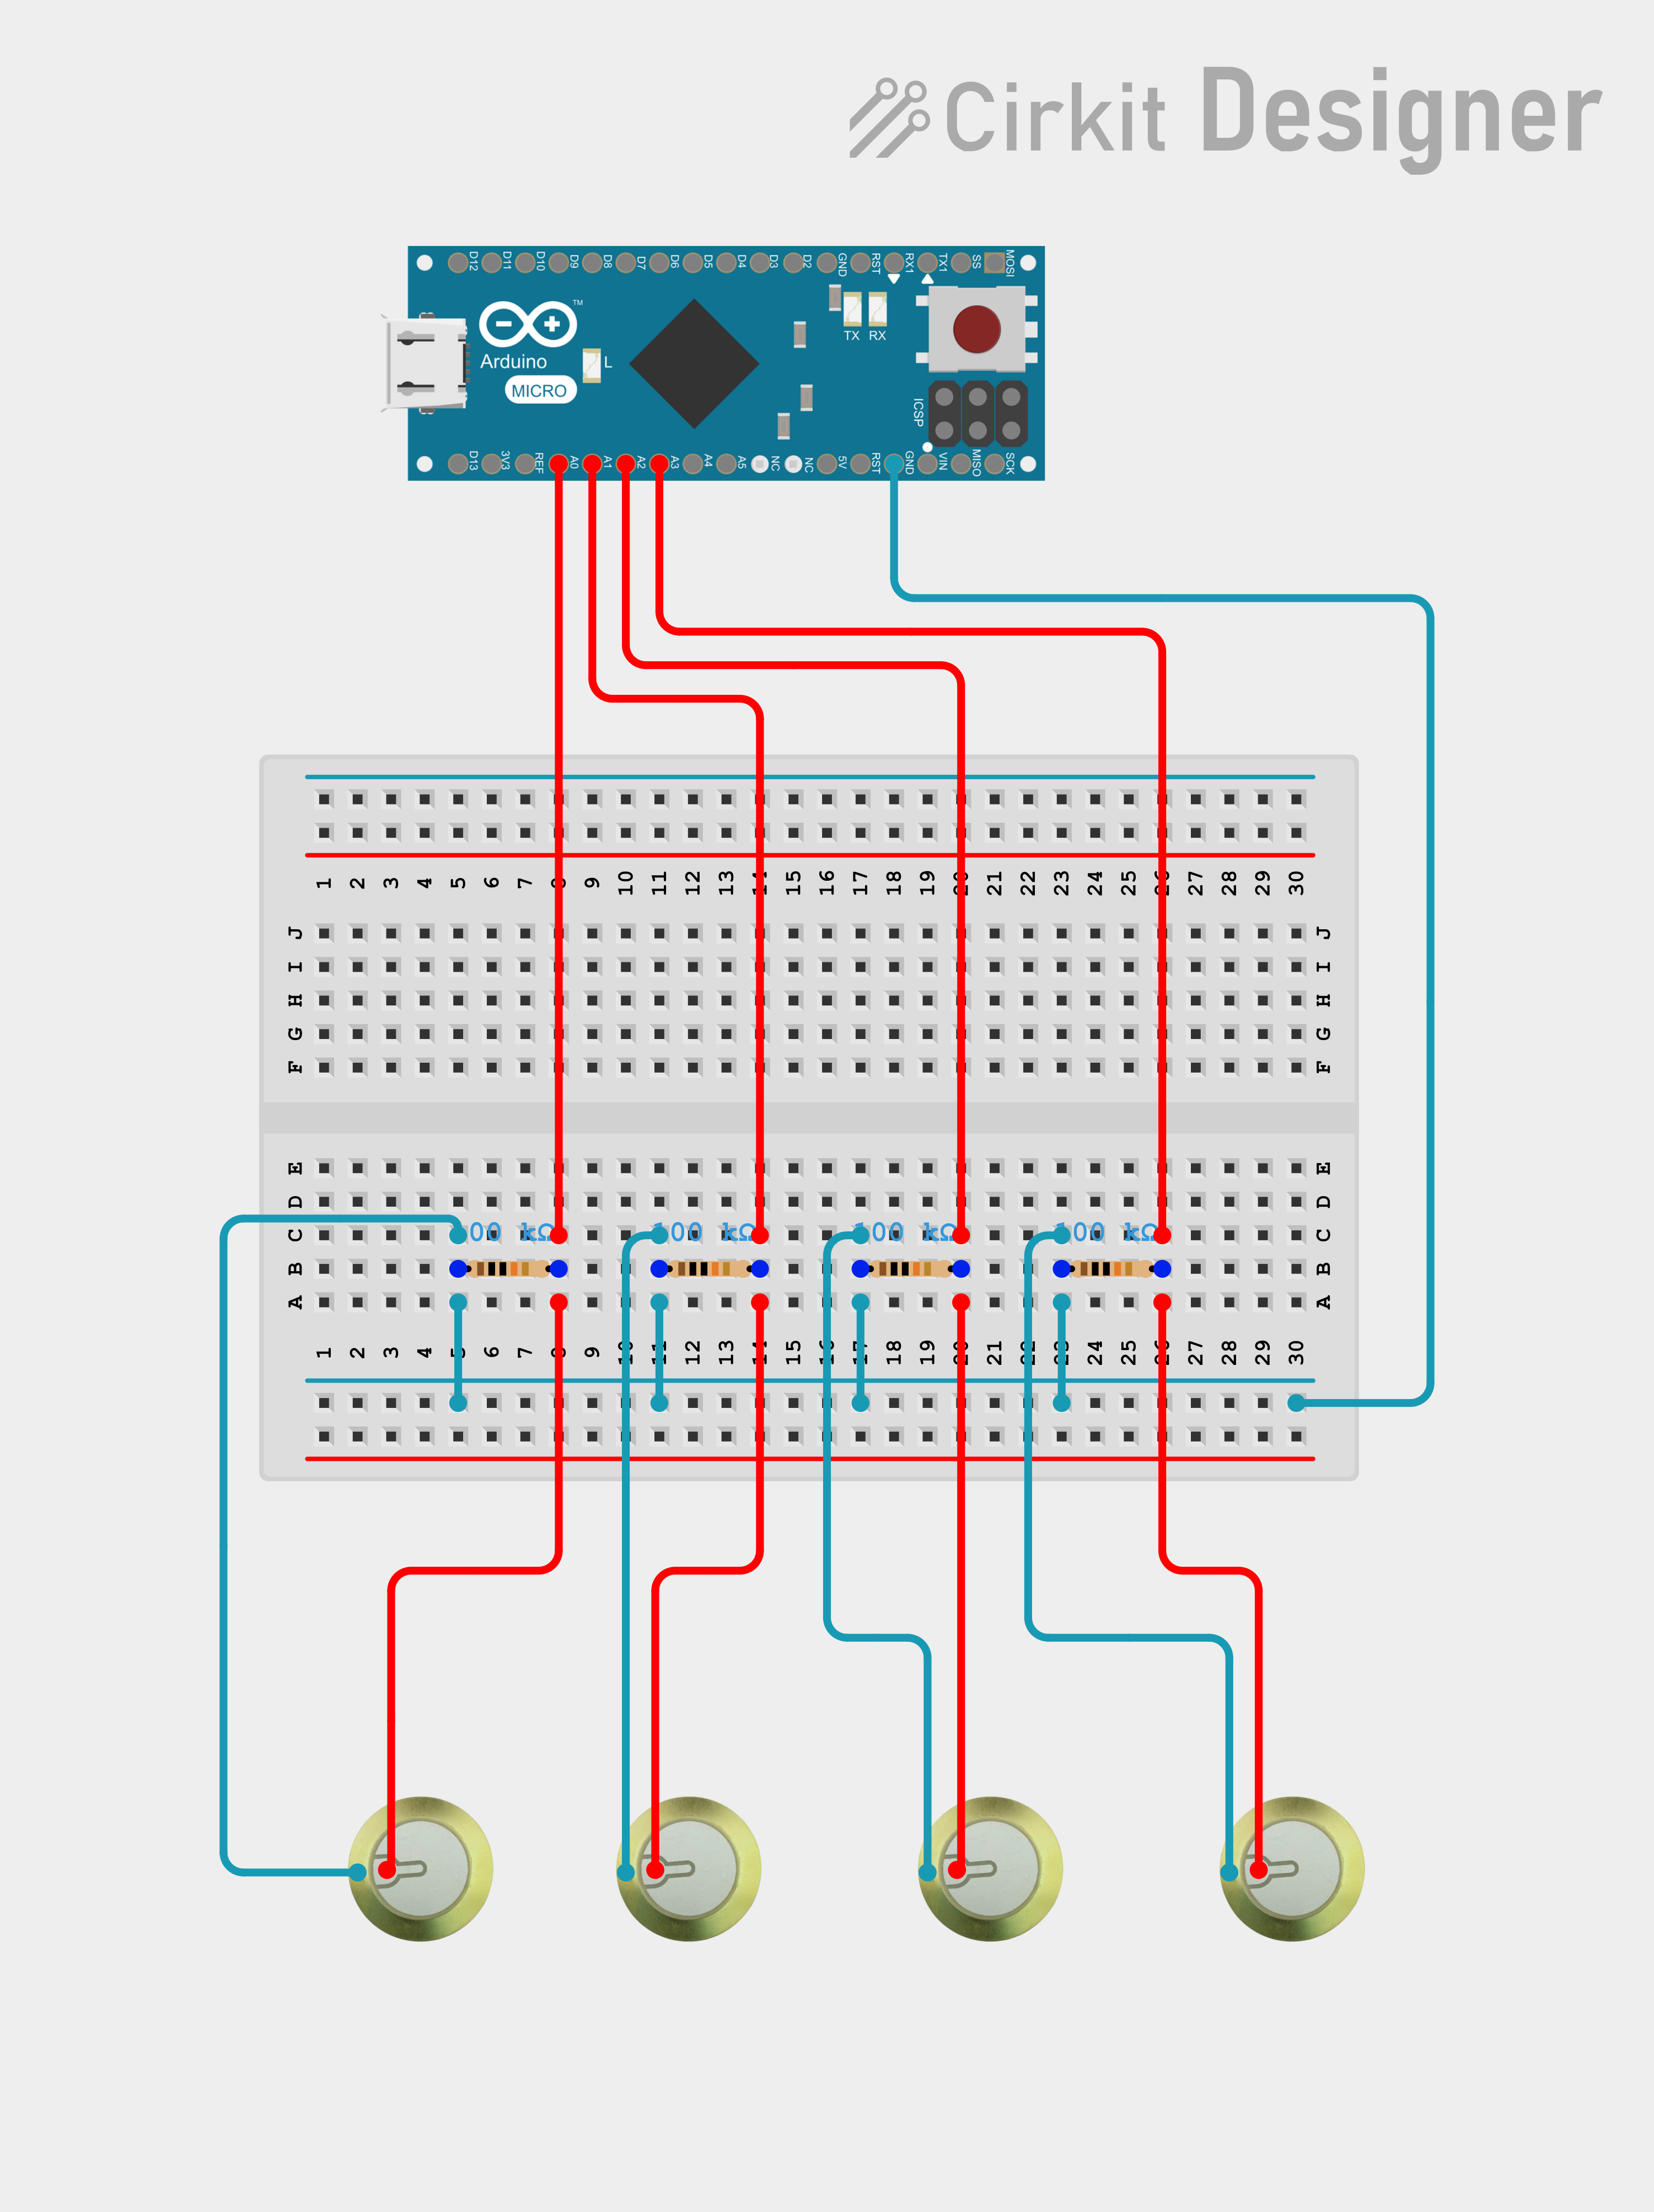 Cirkit Designer
D12 D11 D10 D9 D8 D7 D6 D5 D4 D3 D2 GND RST RX1 TX1 SS MOSI
TM
TX RX
Arduino
L
MICRO
ICSP
D13 3V3 REF A0 A1 A2 A3 A4 A5 NC NC 5V RST GND VIN MISO SCK
1 2 3 4 5 6 7 8 9 10 11 12 13 14 15 16 17 18 19 20 21 22 23 24 25 26 27 28 29 30
J J
I I
H H
G G
F F
E E
D D
C 00 kΩ 100 kΩ 100 kΩ 100 kΩ C
B B
A A
1 2 3 4 5 6 7 8 9 10 11 12 13 14 15 16 17 18 19 20 21 22 23 24 25 26 27 28 29 30